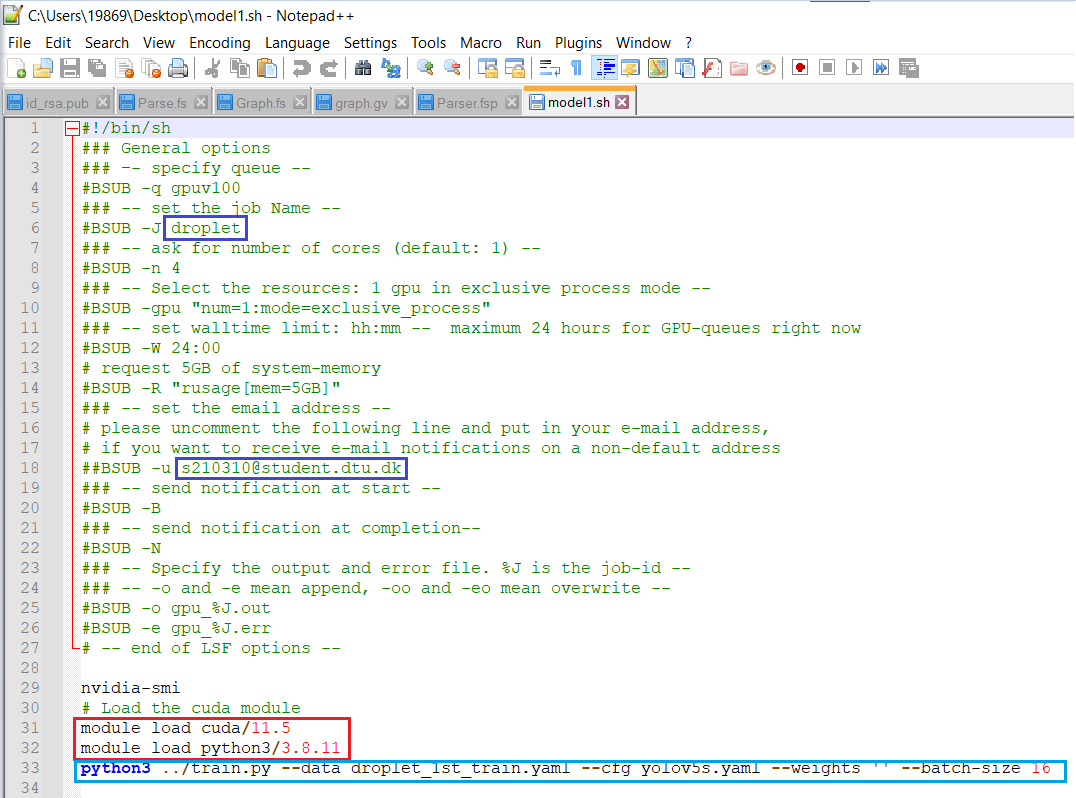 C:\Users\19869\Desktop\model1.sh - Notepad++
File Edit Search View Encoding Language Settings Tools Macro Run Plugins Window ?
id_rsa.pub Parse.fs Graph.fs graph.gv Parser.fsp model1.sh
1 #!/bin/sh
2 ### General options
3 ### -- specify queue --
4 #BSUB -q gpuv100
5 ### -- set the job Name --
6 #BSUB -J droplet
7 ### -- ask for number of cores (default: 1) --
8 #BSUB -n 4
9 ### -- Select the resources: 1 gpu in exclusive process mode --
10 #BSUB -gpu "num=1:mode=exclusive_process"
11 ### -- set walltime limit: hh:mm --  maximum 24 hours for GPU-queues right now
12 #BSUB -W 24:00
13 # request 5GB of system-memory
14 #BSUB -R "rusage[mem=5GB]"
15 ### -- set the email address --
16 # please uncomment the following line and put in your e-mail address,
17 # if you want to receive e-mail notifications on a non-default address
18 ##BSUB -u s210310@student.dtu.dk
19 ### -- send notification at start --
20 #BSUB -B
21 ### -- send notification at completion--
22 #BSUB -N
23 ### -- Specify the output and error file. %J is the job-id --
24 ### -- -o and -e mean append, -oo and -eo mean overwrite --
25 #BSUB -o gpu_%J.out
26 #BSUB -e gpu_%J.err
27 # -- end of LSF options --
28
29 nvidia-smi
30 # Load the cuda module
31 module load cuda/11.5
32 module load python3/3.8.11
33 python3 ../train.py --data droplet_1st_train.yaml --cfg yolov5s.yaml --weights '' --batch-size 16
34